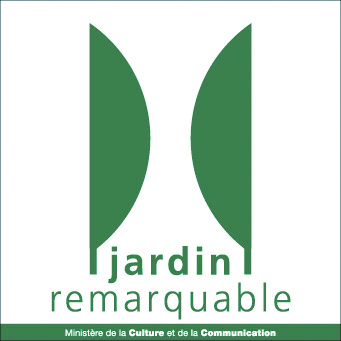 jardin
remarquable
Ministère de la Culture et de la Communication